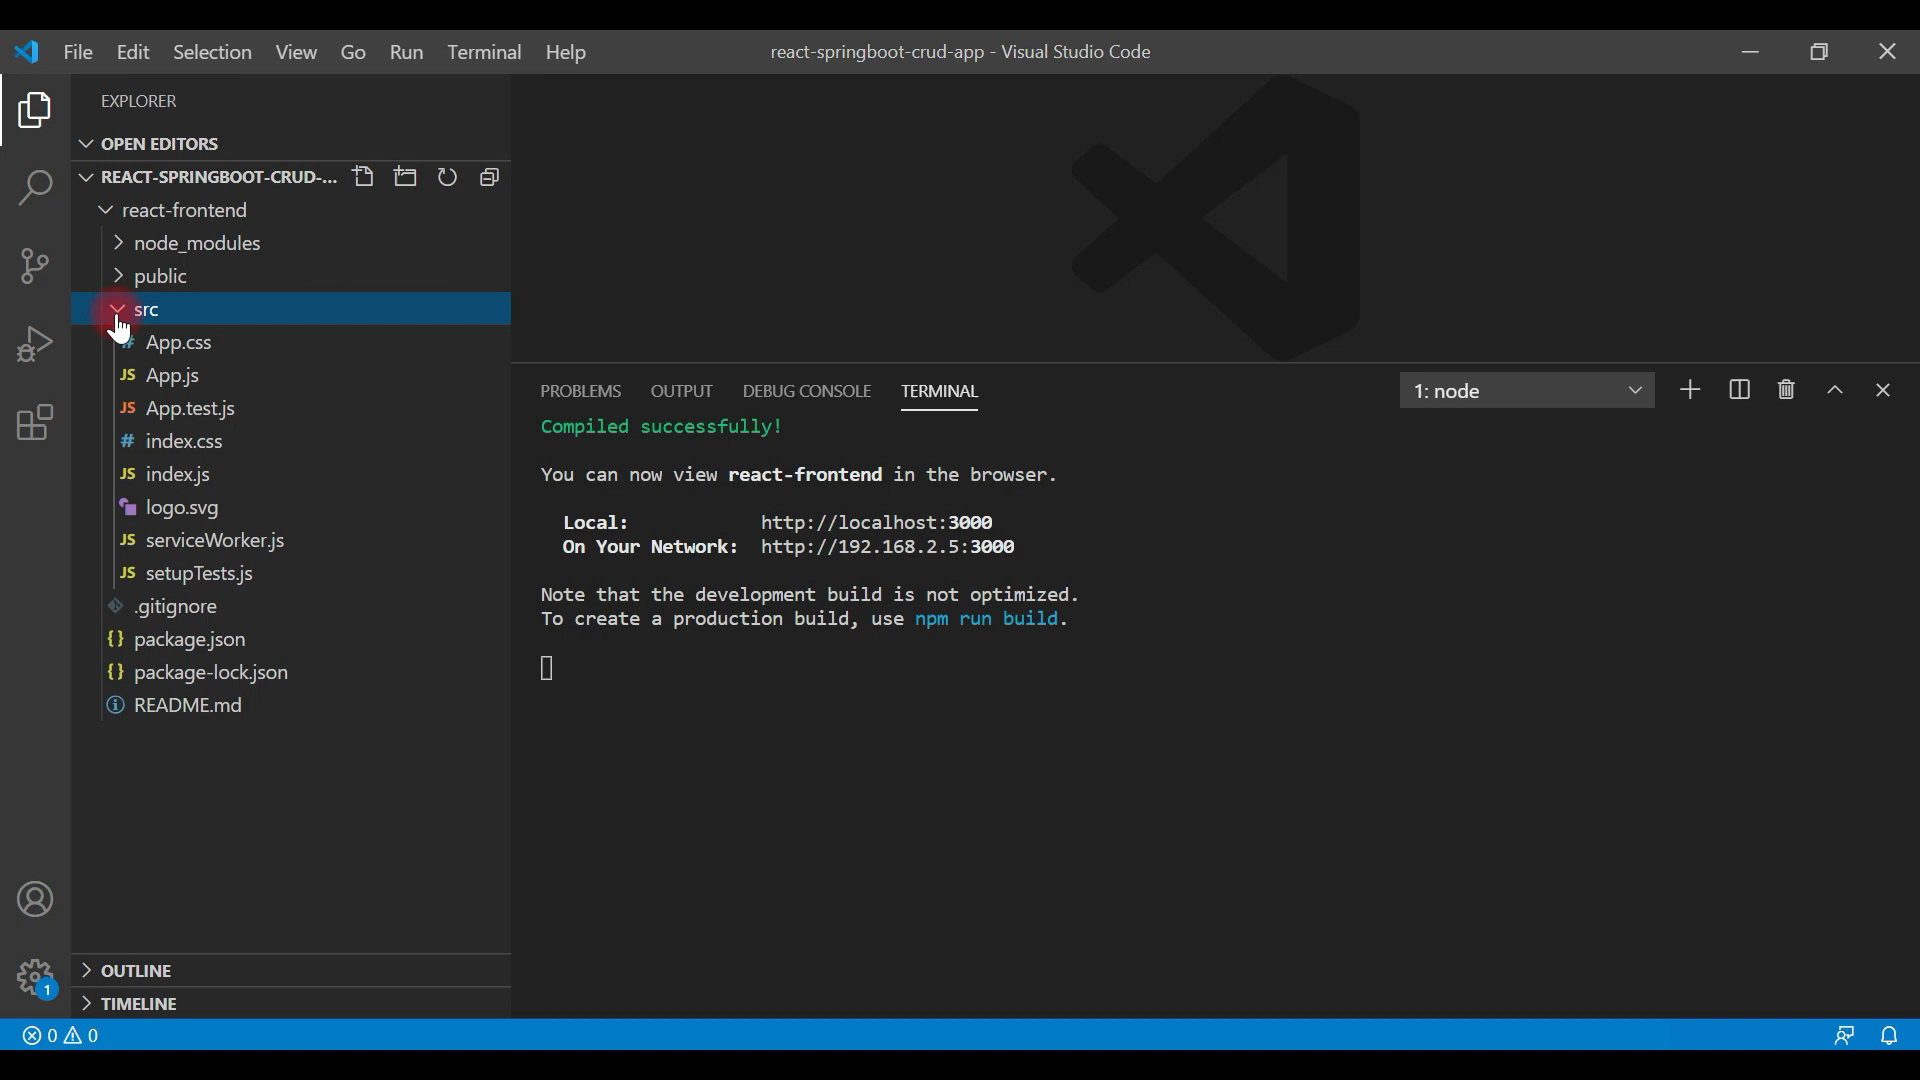 File Edit Selection View Go Run Terminal Help
react-springboot-crud-app - Visual Studio Code
EXPLORER
OPEN EDITORS
REACT-SPRINGBOOT-CRUD-...
react-frontend
node_modules
public
src
# App.css
JS App.js
JS App.test.js
# index.css
JS index.js
logo.svg
JS serviceWorker.js
JS setupTests.js
.gitignore
{} package.json
{} package-lock.json
README.md
OUTLINE
TIMELINE
PROBLEMS OUTPUT DEBUG CONSOLE TERMINAL
1: node
Compiled successfully!
You can now view react-frontend in the browser.
Local: http://localhost:3000
On Your Network: http://192.168.2.5:3000
Note that the development build is not optimized.
To create a production build, use npm run build.
1
0 0